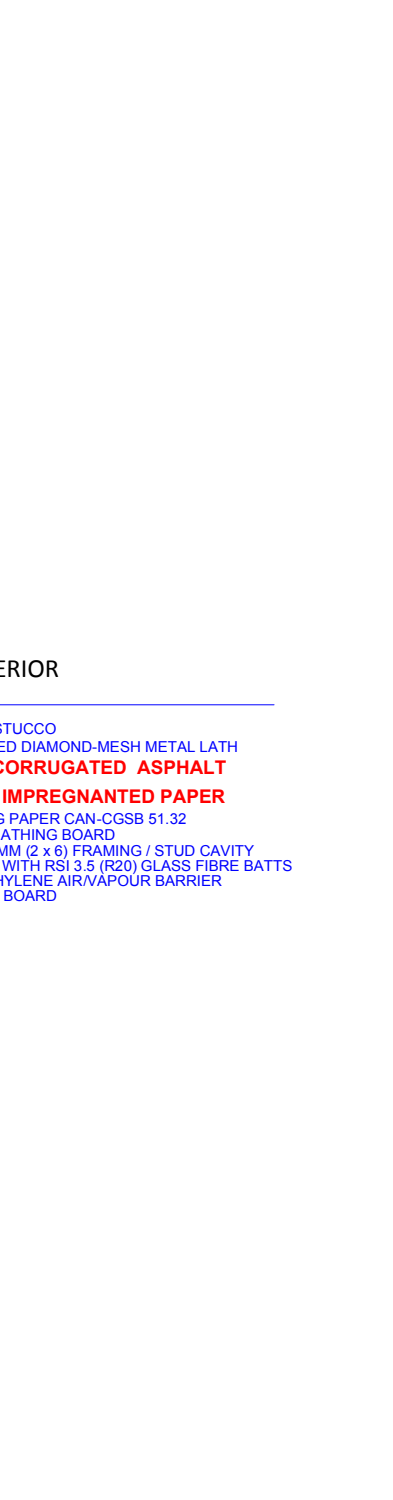 ERIOR
STUCCO
ED DIAMOND-MESH METAL LATH
CORRUGATED ASPHALT
IMPREGNANTED PAPER
G PAPER CAN-CGSB 51.32
ATHING BOARD
MM (2 x 6) FRAMING / STUD CAVITY
WITH RSI 3.5 (R20) GLASS FIBRE BATTS
HYLENE AIR/VAPOUR BARRIER
BOARD